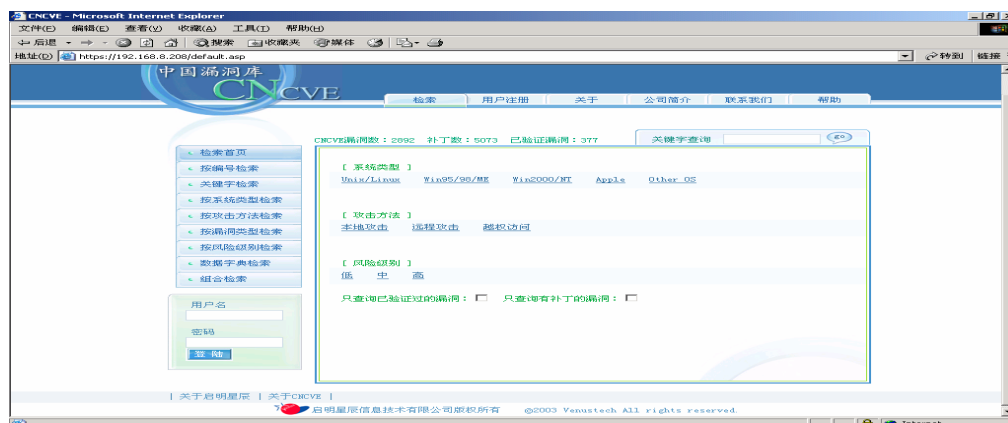 CNCVE - Microsoft Internet Explorer
文件(F) 编辑(E) 查看(V) 收藏(A) 工具(T) 帮助(H)
后退 搜索 收藏夹 媒体
地址(D) https://192.168.8.208/default.asp 转到 链接
中国漏洞库
CNCVE
检索 用户注册 关于 公司简介 联系我们 帮助
CNCVE漏洞数：2892 补丁数：5073 已验证漏洞：377 关键字查询 GO
检索首页
按编号检索
关键字检索
按系统类型检索
按攻击方法检索
按漏洞类型检索
按风险级别检索
数据字典检索
组合检索
[ 系统类型 ]
Unix/Linux Win95/98/ME Win2000/NT Apple Other OS
[ 攻击方法 ]
本地攻击 远程攻击 越权访问
[ 风险级别 ]
低 中 高
只查询已验证过的漏洞： 只查询有补丁的漏洞：
用户名
密码
登陆
| 关于启明星辰 | 关于CNCVE |
启明星辰信息技术有限公司版权所有 @2003 Venustech All rights reserved.
Internet